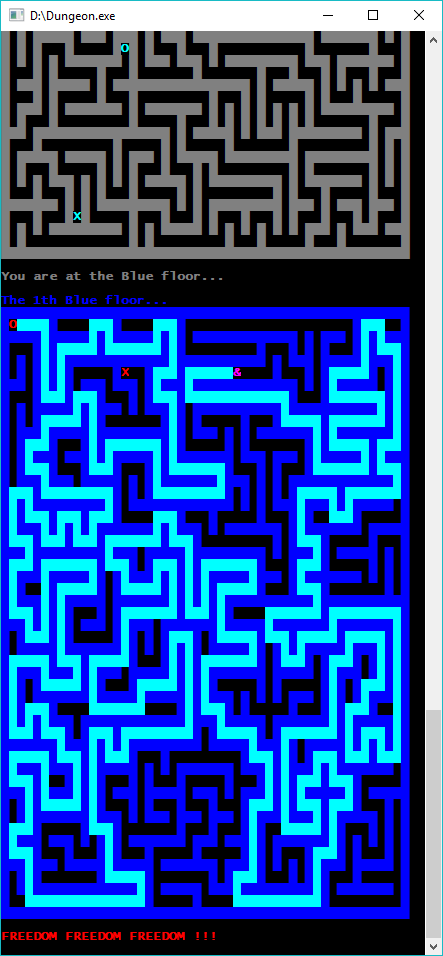 D:\Dungeon.exe
o
x
You are at the Blue floor...
The 1th Blue floor...
O
x &
FREEDOM FREEDOM FREEDOM !!!